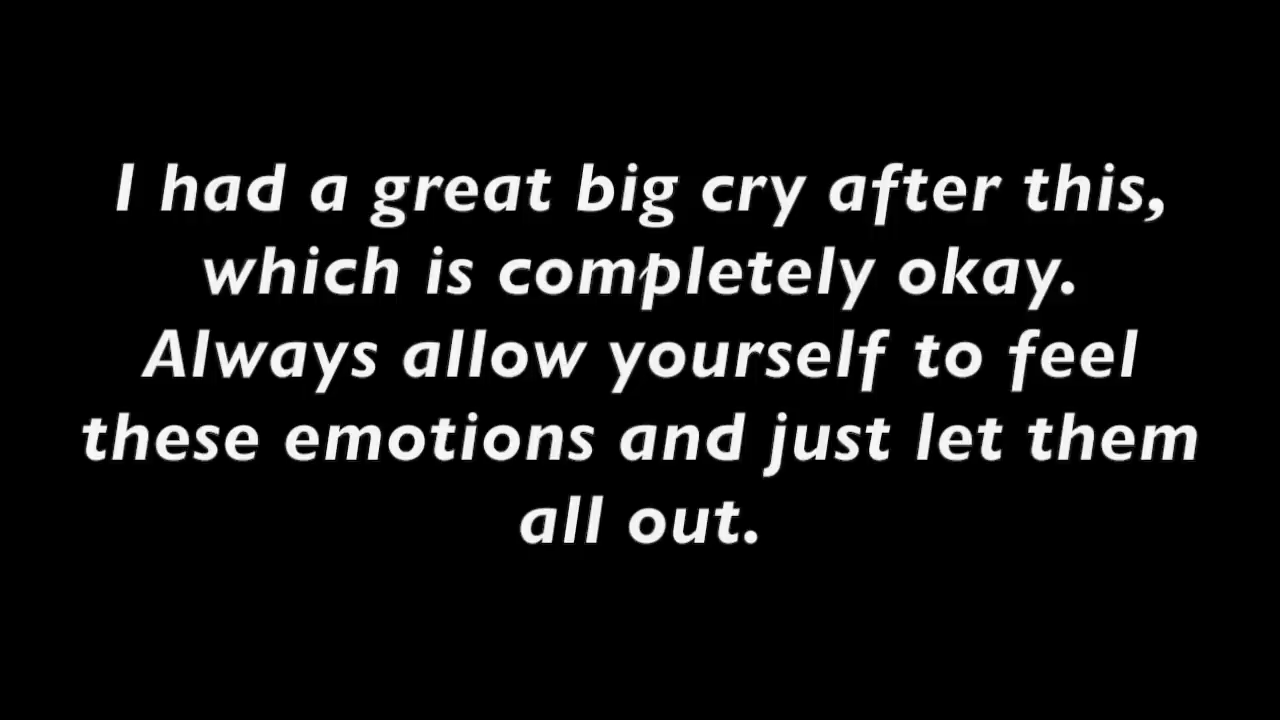 I had a great big cry after this,
which is completely okay.
Always allow yourself to feel
these emotions and just let them
all out.